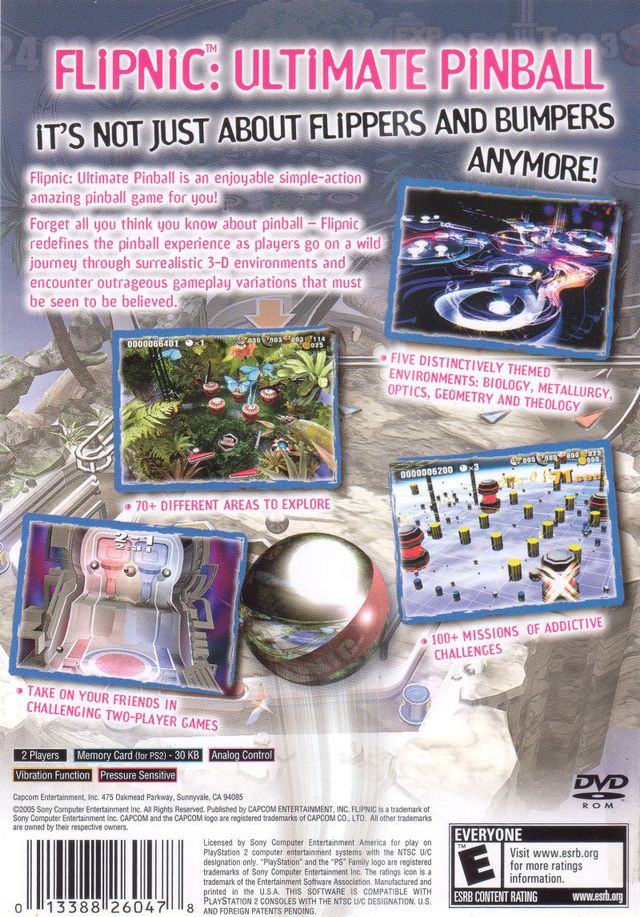 FLiPNiC™: ULTiMATE PiNBALL
iT'S NOT JUST ABOUT FLiPPERS AND BUMPERS
ANYMORE!
Flipnic: Ultimate Pinball is an enjoyable simple-action
amazing pinball game for you!
Forget all you think you know about pinball – Flipnic
redefines the pinball experience as players go on a wild
journey through surrealistic 3-D environments and
encounter outrageous gameplay variations that must
be seen to be believed.
• FIVE DISTINCTIVELY THEMED
ENVIRONMENTS: BIOLOGY, METALLURGY,
OPTICS, GEOMETRY AND THEOLOGY
0000066401 ×1
• 70+ DIFFERENT AREAS TO EXPLORE
0000006200 ×3
• 100+ MISSIONS OF ADDICTIVE
CHALLENGES
2-1
• TAKE ON YOUR FRIENDS IN
CHALLENGING TWO-PLAYER GAMES
2 Players Memory Card (for PS2) - 30 KB Analog Control
Vibration Function Pressure Sensitive
Capcom Entertainment, Inc. 475 Oakmead Parkway, Sunnyvale, CA 94085
©2005 Sony Computer Entertainment Inc. All Rights Reserved. Published by CAPCOM ENTERTAINMENT, INC. FLIPNIC is a trademark of
Sony Computer Entertainment Inc. CAPCOM and the CAPCOM logo are registered trademarks of CAPCOM CO., LTD. All other trademarks
are owned by their respective owners.
Licensed by Sony Computer Entertainment America for play on
PlayStation 2 computer entertainment systems with the NTSC U/C
designation only. "PlayStation" and the "PS" Family logo are registered
trademarks of Sony Computer Entertainment Inc. The ratings icon is a
trademark of the Entertainment Software Association. Manufactured and
printed in the U.S.A. THIS SOFTWARE IS COMPATIBLE WITH
PLAYSTATION 2 CONSOLES WITH THE NTSC U/C DESIGNATION. U.S.
AND FOREIGN PATENTS PENDING.
0 13388 26047 8
DVD
ROM
EVERYONE
E
Visit www.esrb.org
for more ratings
information.
ESRB CONTENT RATING www.esrb.org